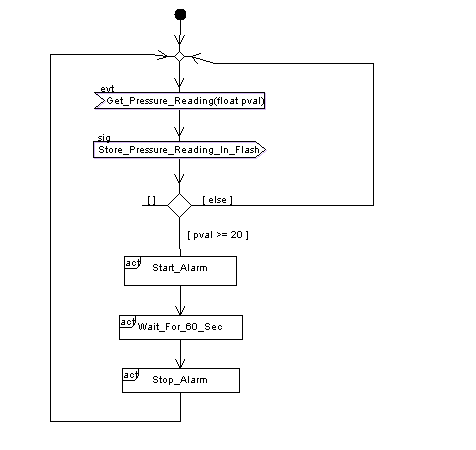 evt
Get_Pressure_Reading(float pval)
sig
Store_Pressure_Reading_In_Flash
[ ]
[ else ]
[ pval >= 20 ]
act
Start_Alarm
act
Wait_For_60_Sec
act
Stop_Alarm